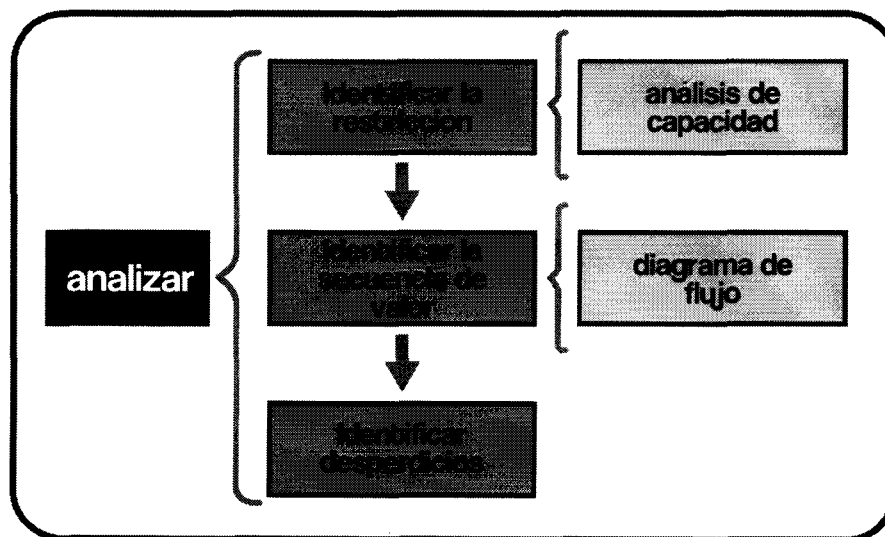 identificar la
restricción
análisis de
capacidad
analizar
identificar la
secuencia de
valor
diagrama de
flujo
identificar
desperdicios